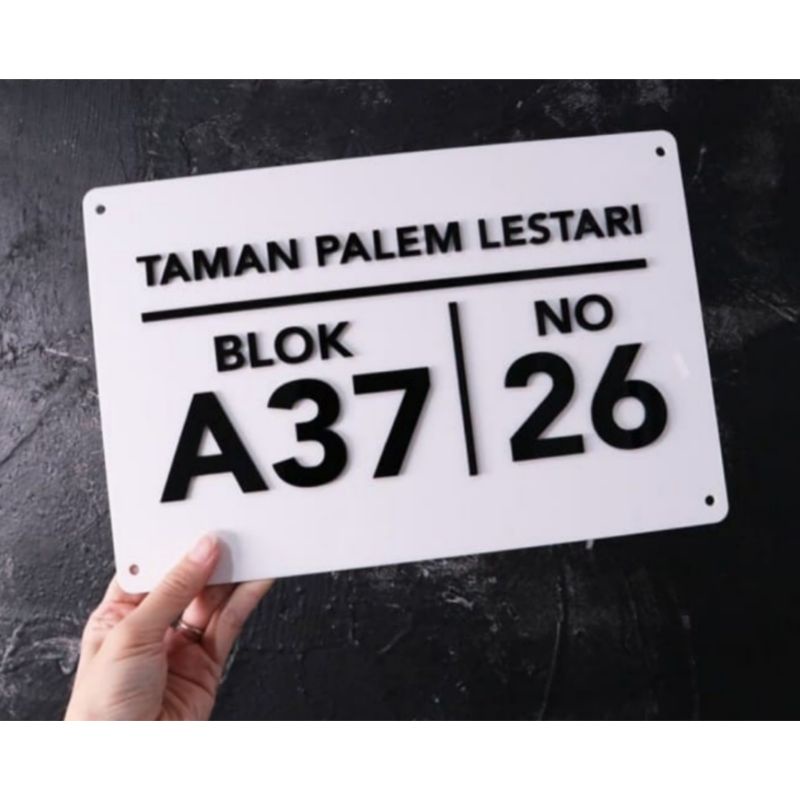 TAMAN PALEM LESTARI
BLOK
A37
NO
26